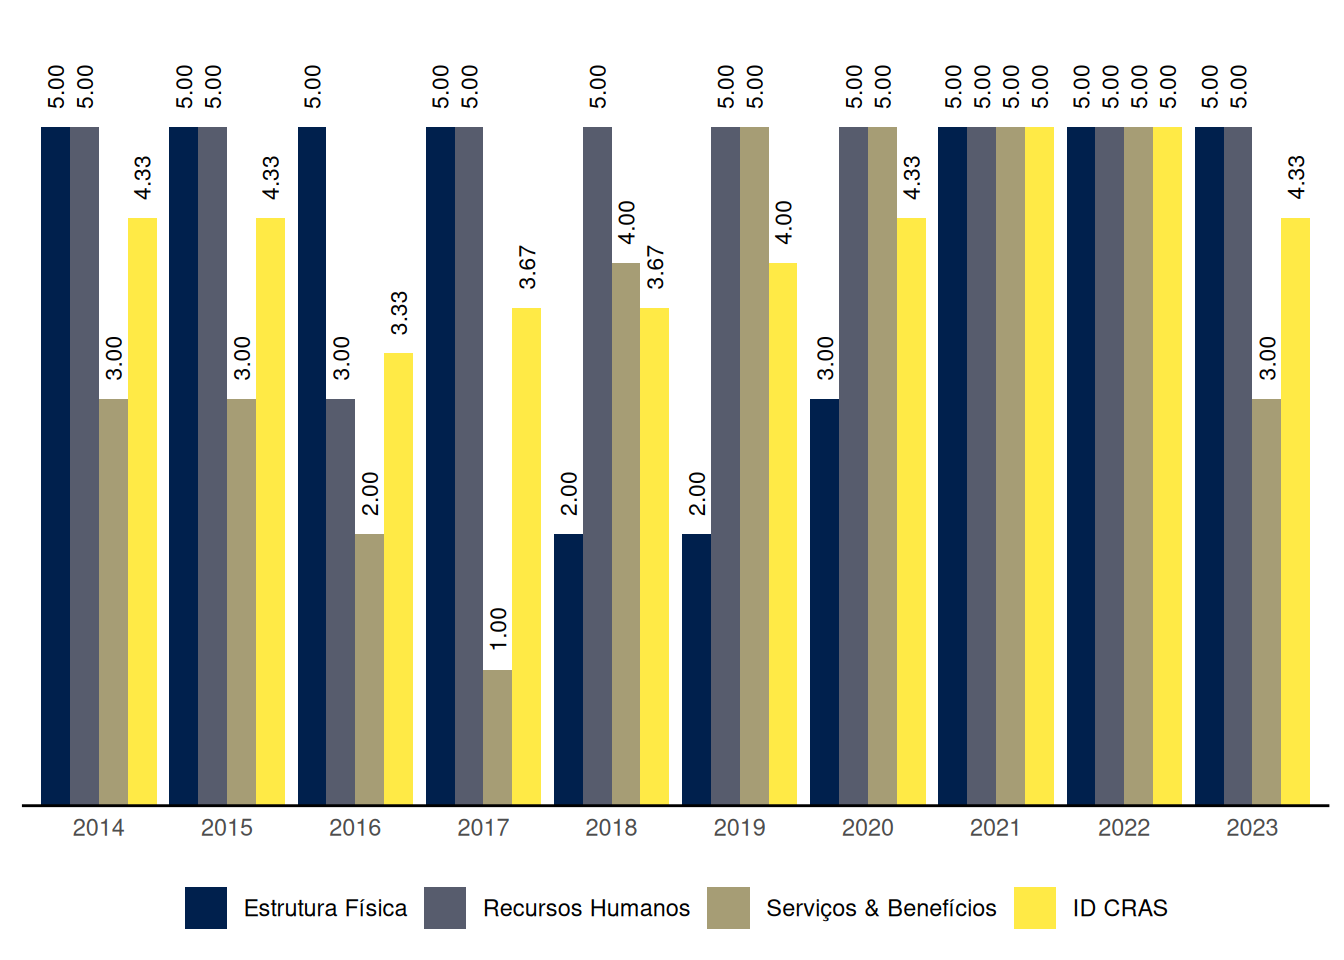 5.00 5.00 3.00 4.33
5.00 5.00 3.00 4.33
5.00 3.00 2.00 3.33
5.00 5.00 1.00 3.67
2.00 5.00 4.00 3.67
2.00 5.00 5.00 4.00
3.00 5.00 5.00 4.33
5.00 5.00 5.00 5.00
5.00 5.00 5.00 5.00
5.00 5.00 3.00 4.33
2014 2015 2016 2017 2018 2019 2020 2021 2022 2023
Estrutura Física Recursos Humanos Serviços & Benefícios ID CRAS